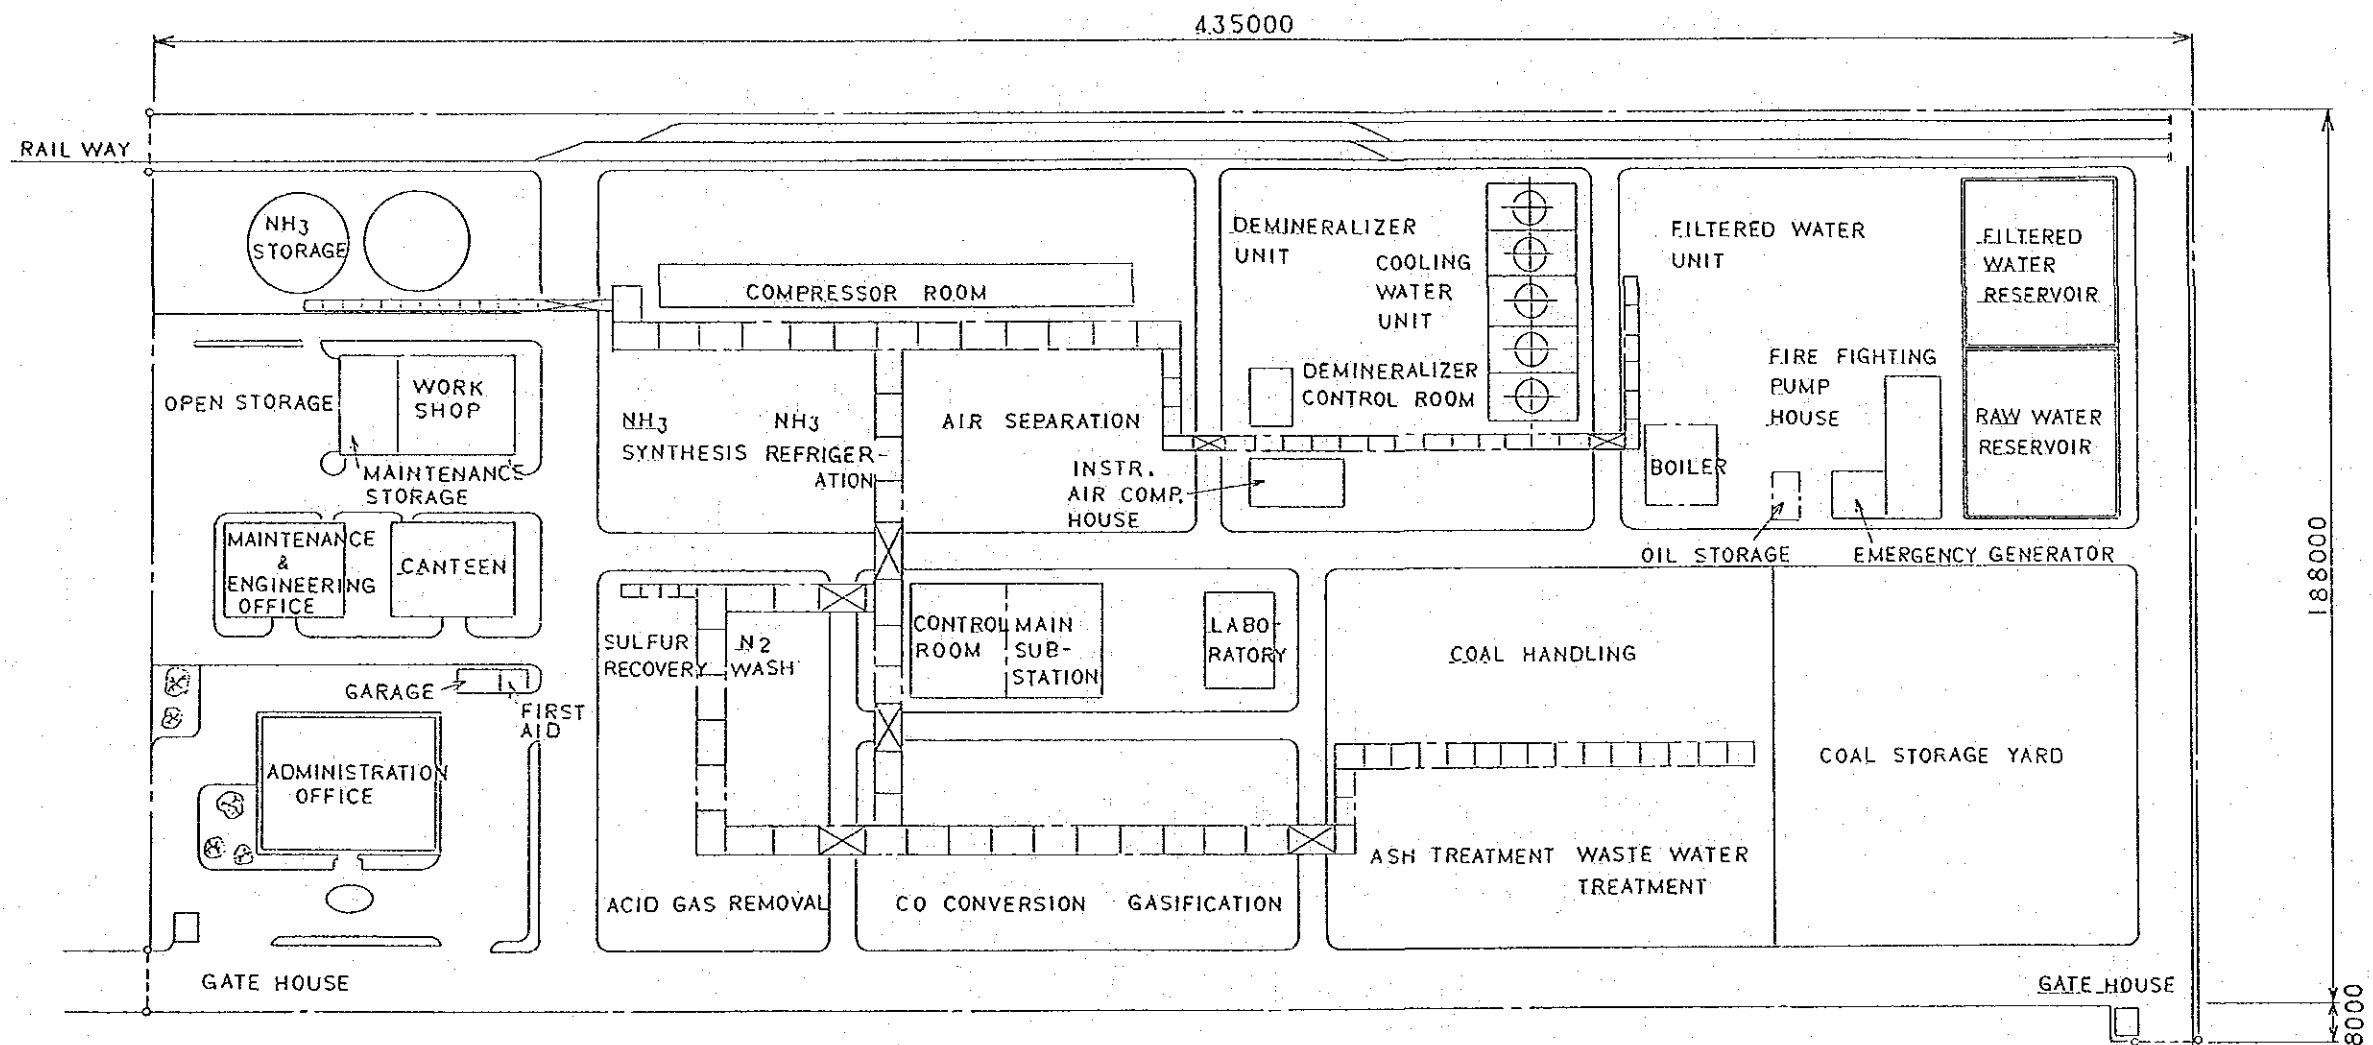 435000
RAIL WAY
NH3
STORAGE
COMPRESSOR ROOM
DEMINERALIZER
UNIT
COOLING
WATER
UNIT
DEMINERALIZER
CONTROL ROOM
FILTERED WATER
UNIT
FILTERED
WATER
RESERVOIR
FIRE FIGHTING
PUMP
HOUSE
RAW WATER
RESERVOIR
OPEN STORAGE
WORK
SHOP
MAINTENANCE
STORAGE
NH3
SYNTHESIS
NH3
REFRIGER-
ATION
AIR SEPARATION
INSTR.
AIR COMP.
HOUSE
BOILER
OIL STORAGE
EMERGENCY GENERATOR
188000
MAINTENANCE
&
ENGINEERING
OFFICE
CANTEEN
SULFUR
RECOVERY
N2
WASH
CONTROL
ROOM
MAIN
SUB-
STATION
LABO-
RATORY
COAL HANDLING
GARAGE
FIRST
AID
ADMINISTRATION
OFFICE
COAL STORAGE YARD
ASH TREATMENT
WASTE WATER
TREATMENT
ACID GAS REMOVAL
CO CONVERSION
GASIFICATION
GATE HOUSE
GATE HOUSE
8000